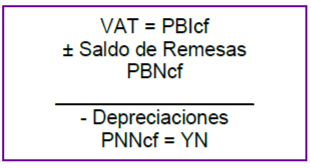 VAT = PBIcf
± Saldo de Remesas
PBNcf
- Depreciaciones
PNNcf = YN